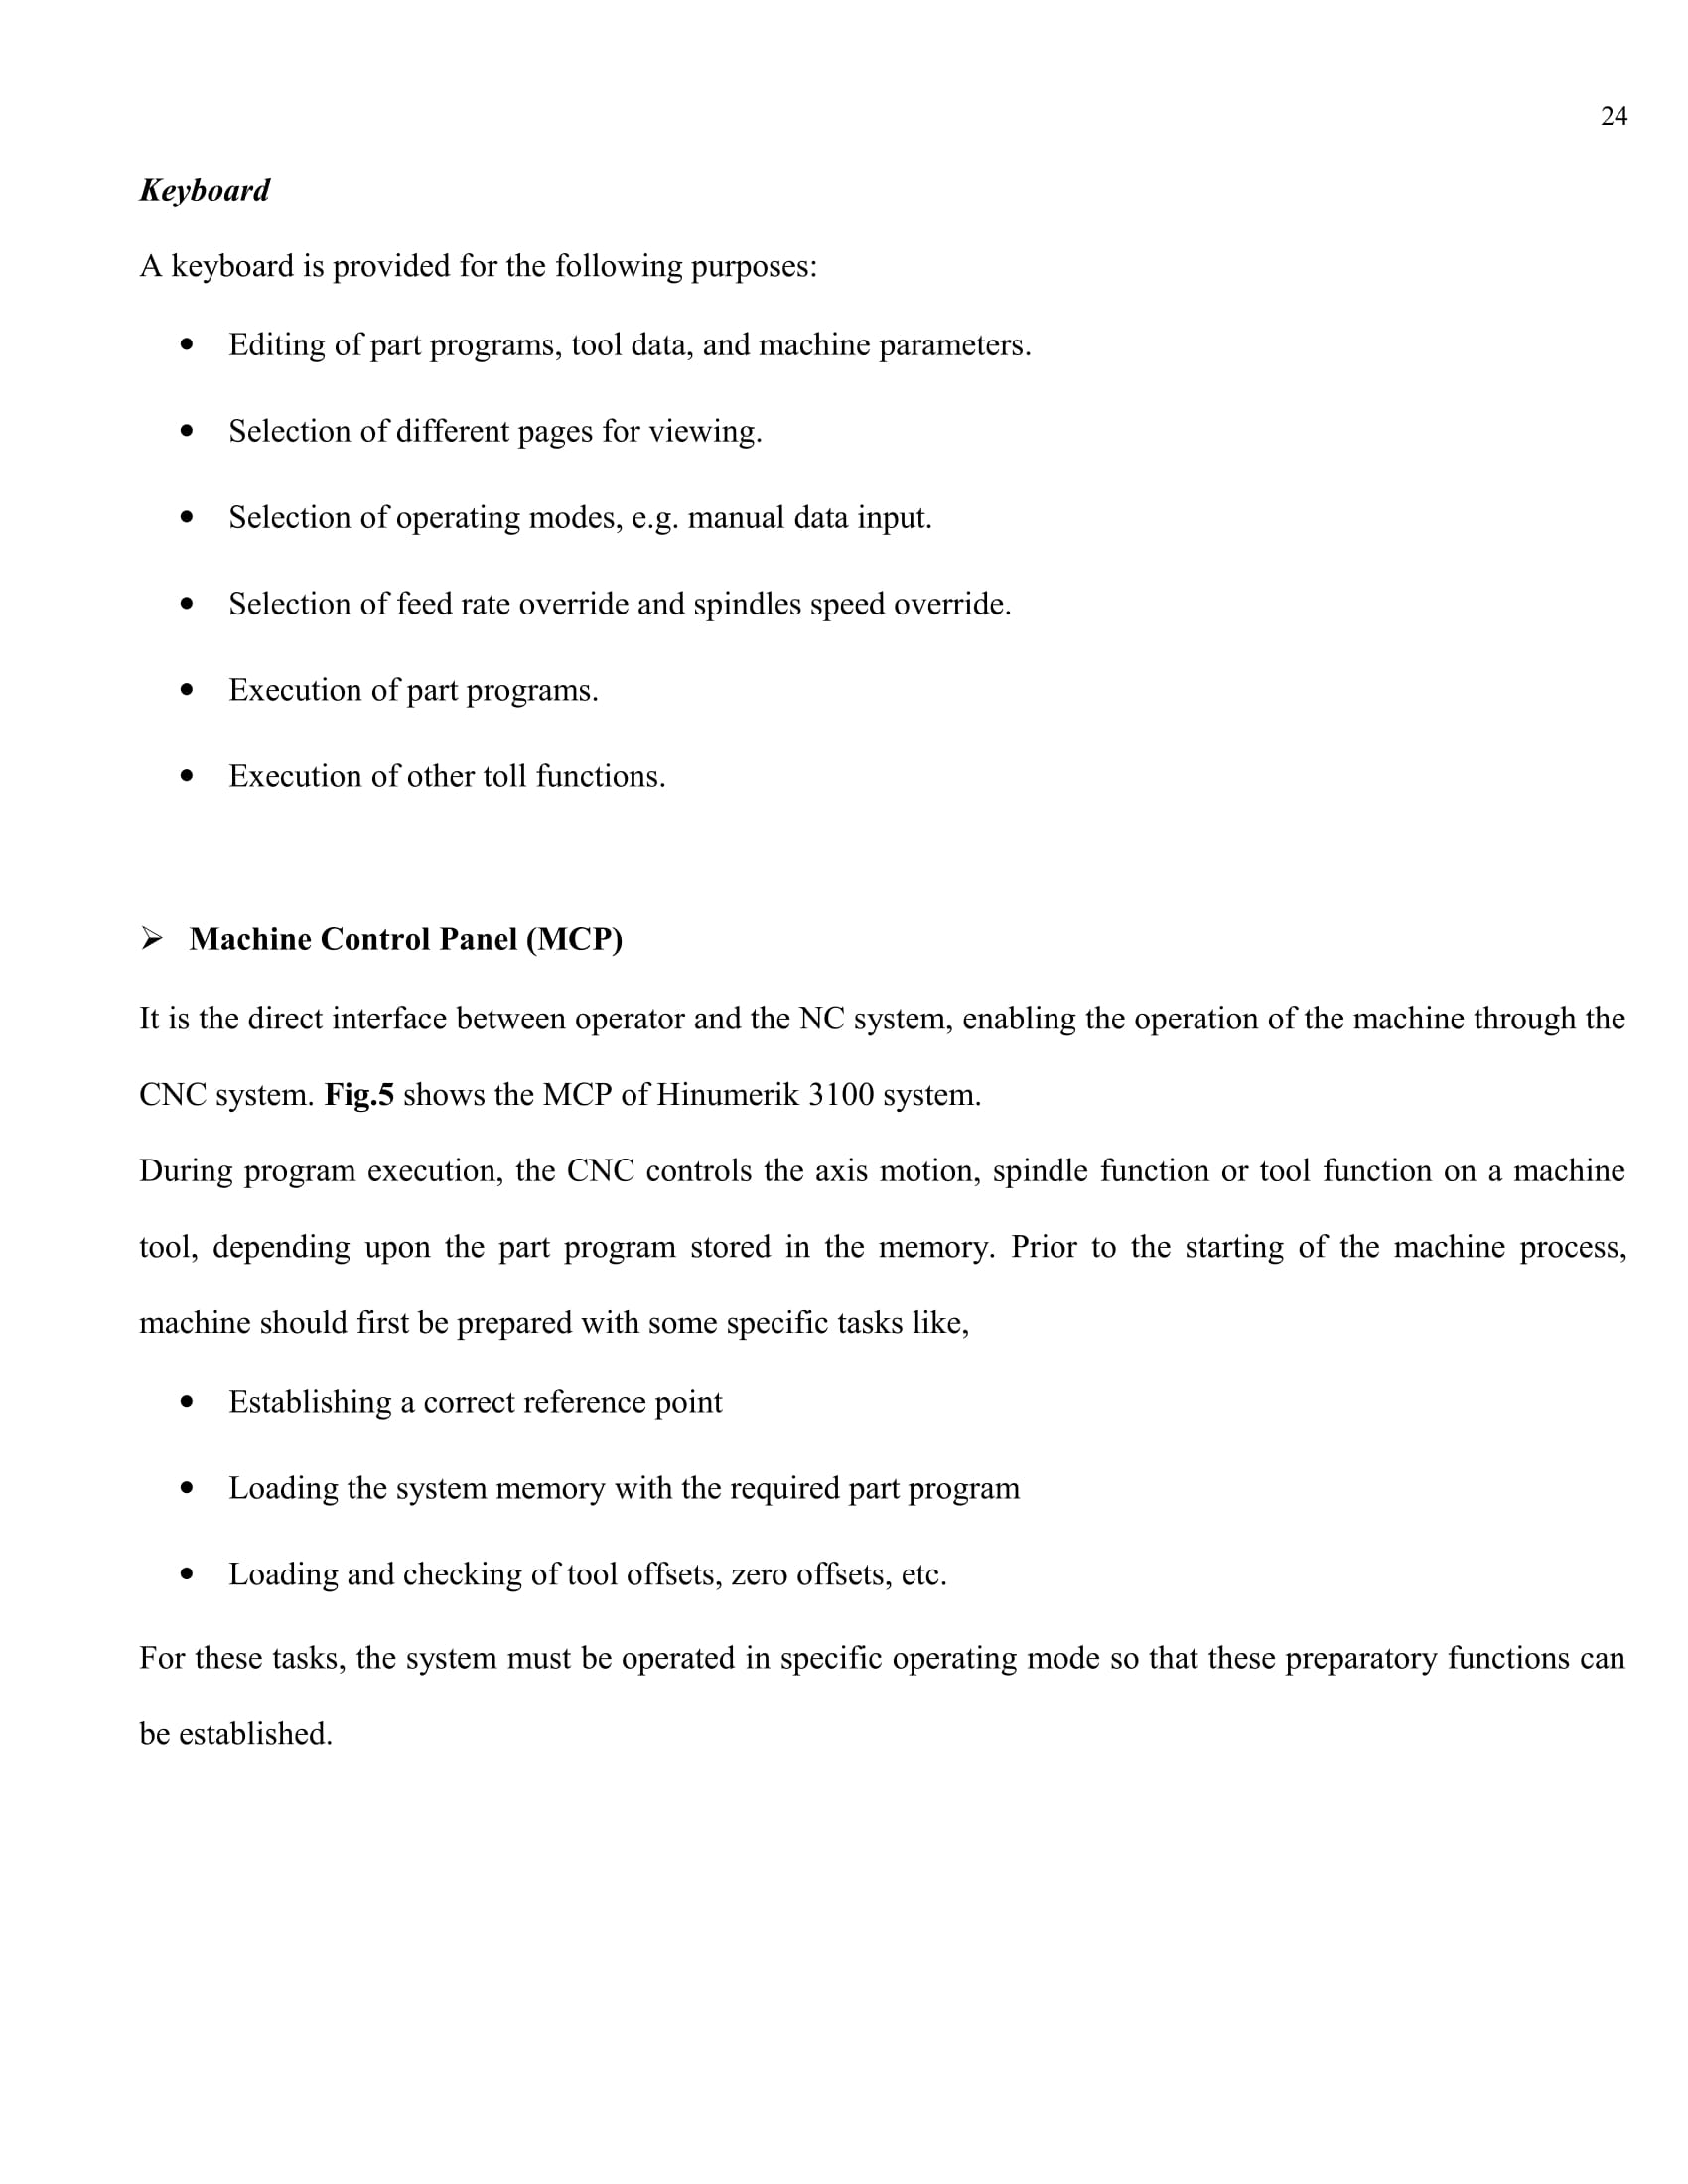 24
Keyboard
A keyboard is provided for the following purposes:
• Editing of part programs, tool data, and machine parameters.
• Selection of different pages for viewing.
• Selection of operating modes, e.g. manual data input.
• Selection of feed rate override and spindles speed override.
• Execution of part programs.
• Execution of other toll functions.
➢ Machine Control Panel (MCP)
It is the direct interface between operator and the NC system, enabling the operation of the machine through the
CNC system. Fig.5 shows the MCP of Hinumerik 3100 system.
During program execution, the CNC controls the axis motion, spindle function or tool function on a machine
tool, depending upon the part program stored in the memory. Prior to the starting of the machine process,
machine should first be prepared with some specific tasks like,
• Establishing a correct reference point
• Loading the system memory with the required part program
• Loading and checking of tool offsets, zero offsets, etc.
For these tasks, the system must be operated in specific operating mode so that these preparatory functions can
be established.